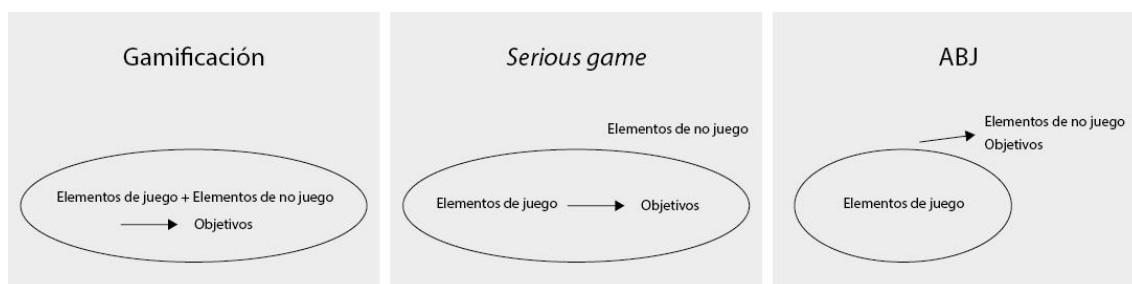 Gamificación
Elementos de juego + Elementos de no juego
Objetivos
Serious game
Elementos de no juego
Elementos de juego
Objetivos
ABJ
Elementos de no juego
Objetivos
Elementos de juego